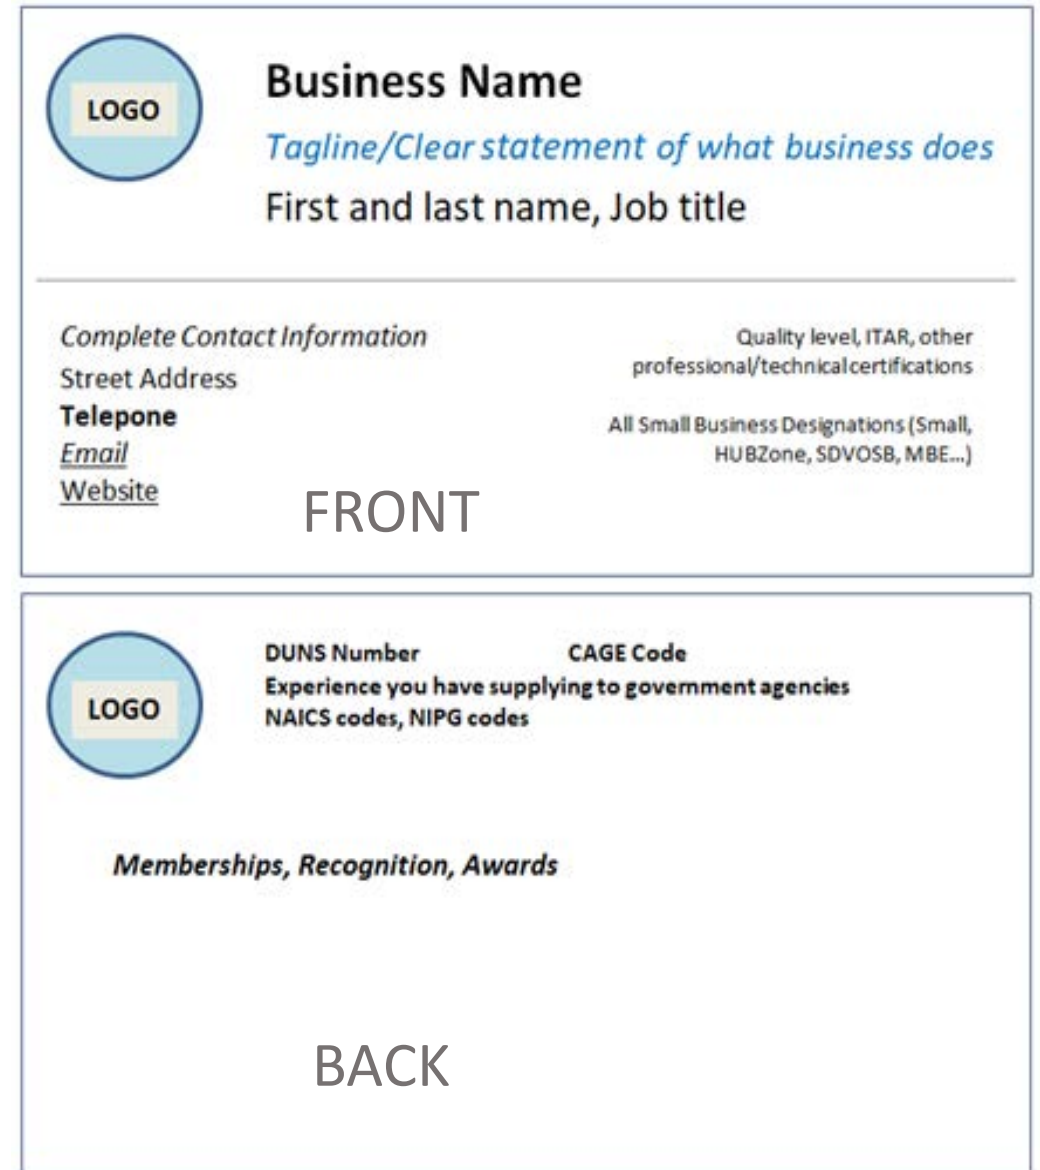 LOGO
Business Name
Tagline/Clear statement of what business does
First and last name, Job title
Complete Contact Information
Street Address
Telepone
Email
Website
Quality level, ITAR, other
professional/technical certifications
All Small Business Designations (Small,
HUBZone, SDVOSB, MBE...)
FRONT
LOGO
DUNS Number CAGE Code
Experience you have supplying to government agencies
NAICS codes, NIPG codes
Memberships, Recognition, Awards
BACK